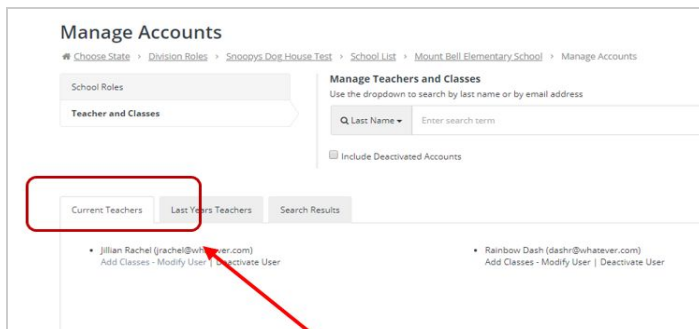 Manage Accounts
Choose State > Division Roles > Snoopys Dog House Test > School List > Mount Bell Elementary School > Manage Accounts
School Roles
Teacher and Classes
Manage Teachers and Classes
Use the dropdown to search by last name or by email address
Last Name
Enter search term
Include Deactivated Accounts
Current Teachers
Last Years Teachers
Search Results
• Jillian Rachel (jrachel@whatever.com)
Add Classes - Modify User | Deactivate User
• Rainbow Dash (dashr@whatever.com)
Add Classes - Modify User | Deactivate User